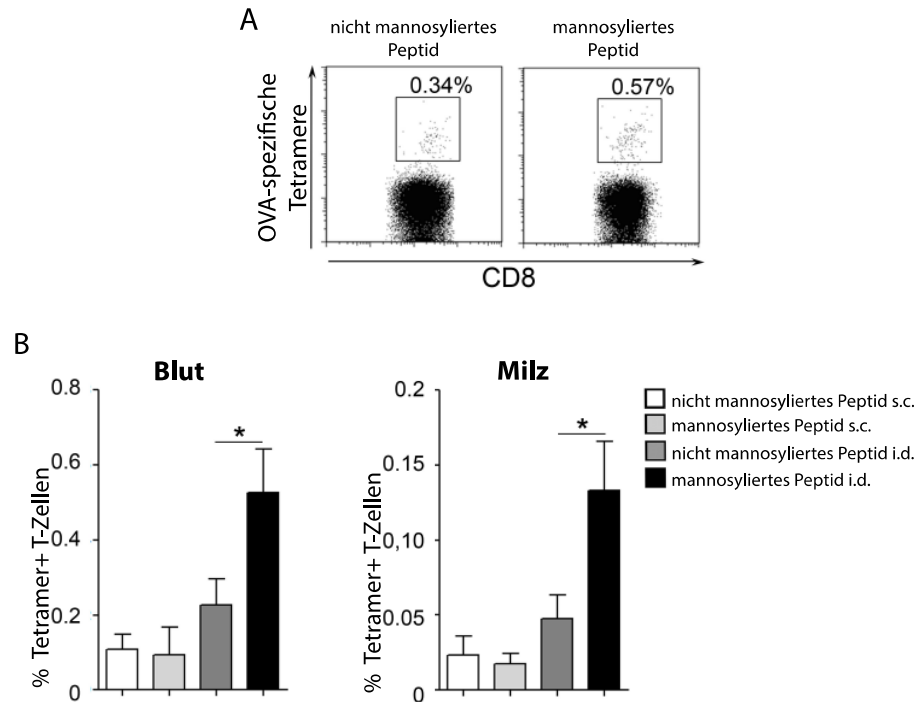 A
nicht mannosyliertes
Peptid
mannosyliertes
Peptid
OVA-spezifische
Tetramere
0.34%
0.57%
CD8
B
Blut
% Tetramer+ T-Zellen
0.8
0.6
0.4
0.2
0
*
Milz
% Tetramer+ T-Zellen
0.2
0.15
0,10
0.05
0
*
nicht mannosyliertes Peptid s.c.
mannosyliertes Peptid s.c.
nicht mannosyliertes Peptid i.d.
mannosyliertes Peptid i.d.